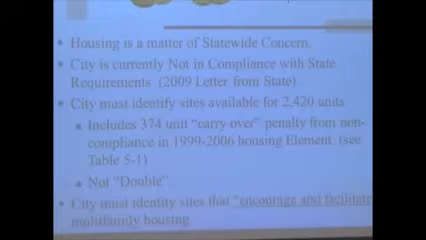 Housing is a matter of Statewide Concern.
City is currently Not in Compliance with State
Requirements (2009 Letter from State)
City must identify sites available for 2,420 units
Includes 374 unit "carry over" penalty from non-
compliance in 1999-2006 housing Element. (see
Table 5-1)
Not "Double"
City must identify sites that "encourage and facilitate
multifamily housing.